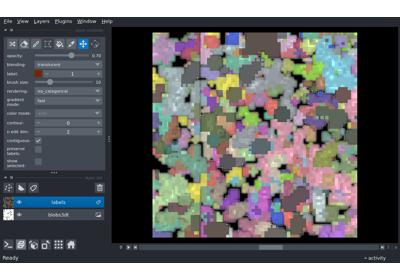 File View Layers Plugins Window Help
opacity: 0.70
blending: translucent
label: 1
brush size: 10
rendering: iso_categorical
gradient mode: fast
color mode:
contour: 0
n edit dim: 2
contiguous:
preserve labels:
show selected:
labels
blobs3dt
0
Ready
activity